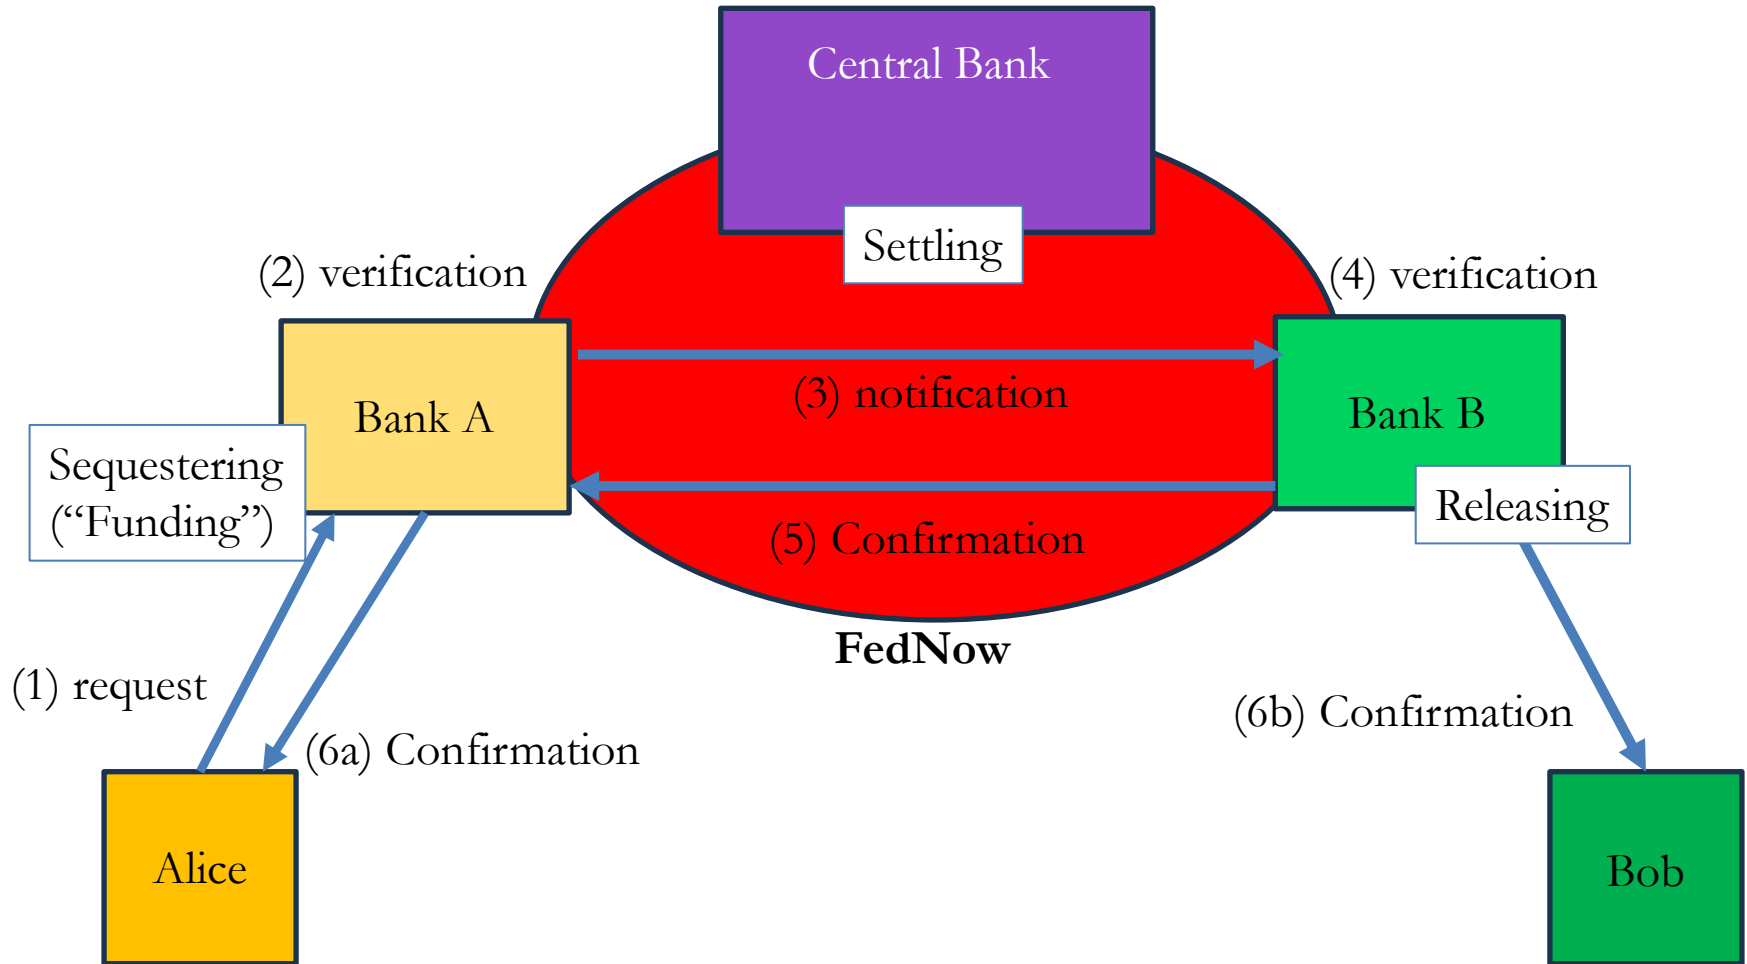 Central Bank
Settling
(2) verification
(4) verification
(3) notification
Bank A
Bank B
Sequestering
(“Funding”)
Releasing
(5) Confirmation
FedNow
(1) request
(6a) Confirmation
(6b) Confirmation
Alice
Bob